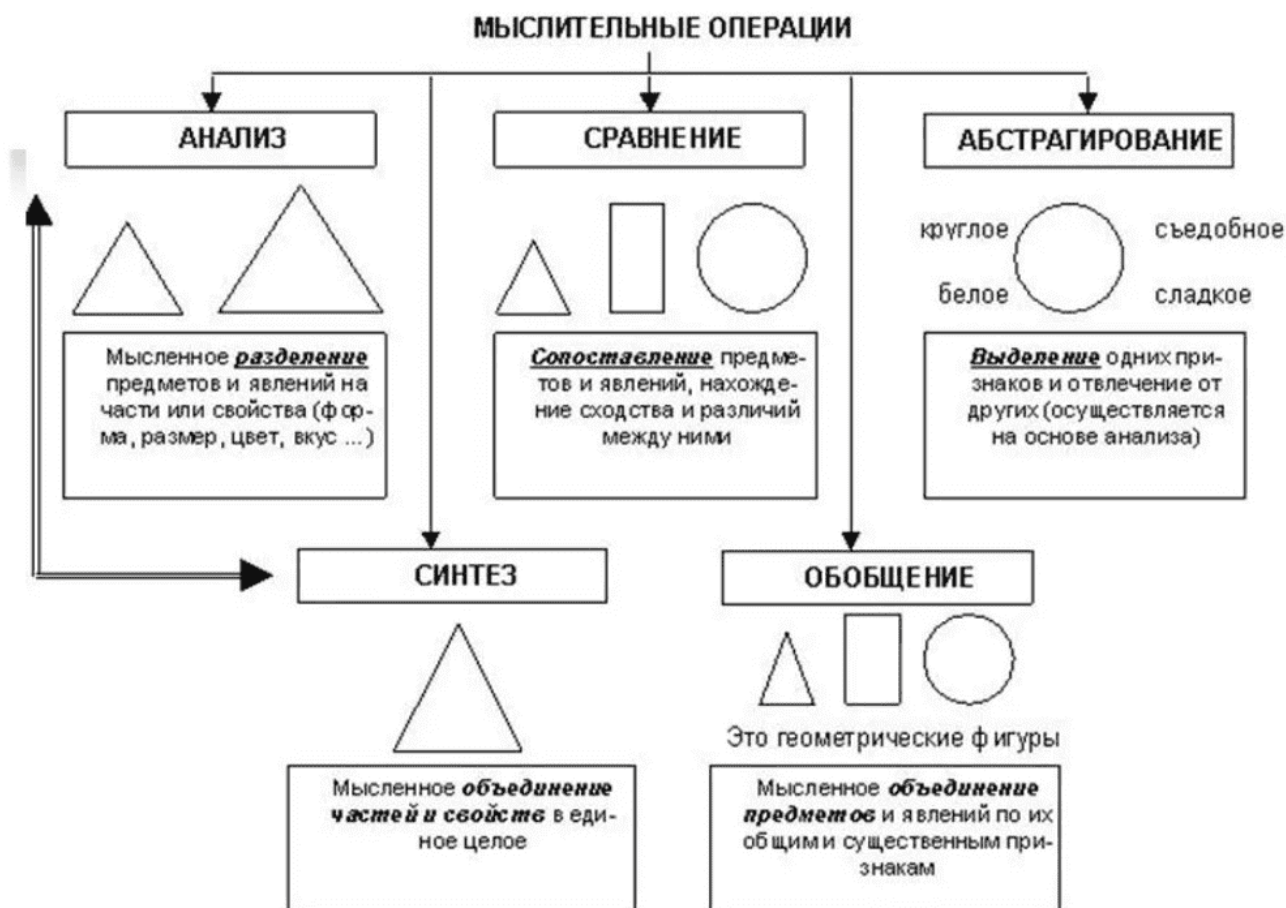 МЫСЛИТЕЛЬНЫЕ ОПЕРАЦИИ
АНАЛИЗ
СРАВНЕНИЕ
АБСТРАГИРОВАНИЕ
круглое
съедобное
белое
сладкое
Мысленное разделение
предметов и явлений на
части или свойства (фор-
ма, размер, цвет, вкус ...)
Сопоставление предме-
тов и явлений, нахожде-
ние сходства и различий
между ними
Выделение одних при-
знаков и отвлечение от
других (осуществляется
на основе анализа)
СИНТЕЗ
ОБОБЩЕНИЕ
Это геометрические фигуры
Мысленное объединение
частей и свойств в еди-
ное целое
Мысленное объединение
предметов и явлений по их
общим и существенным при-
знакам